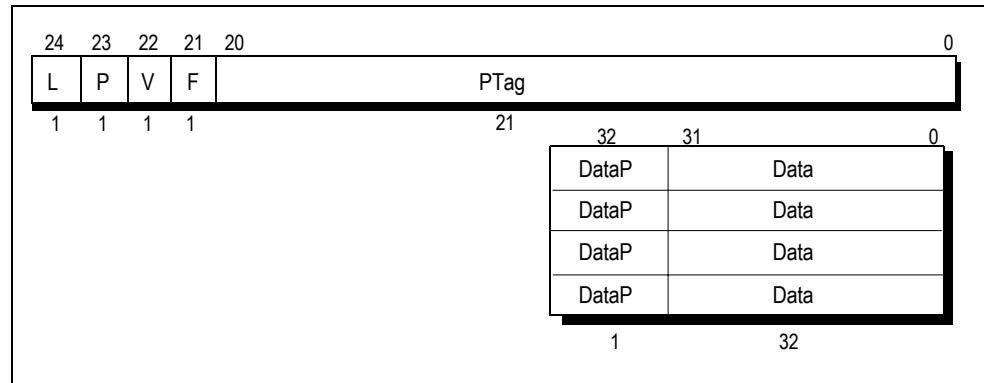 24 23 22 21 20 0
L P V F PTag
1 1 1 1 21
32 31 0
DataP Data
DataP Data
DataP Data
DataP Data
1 32